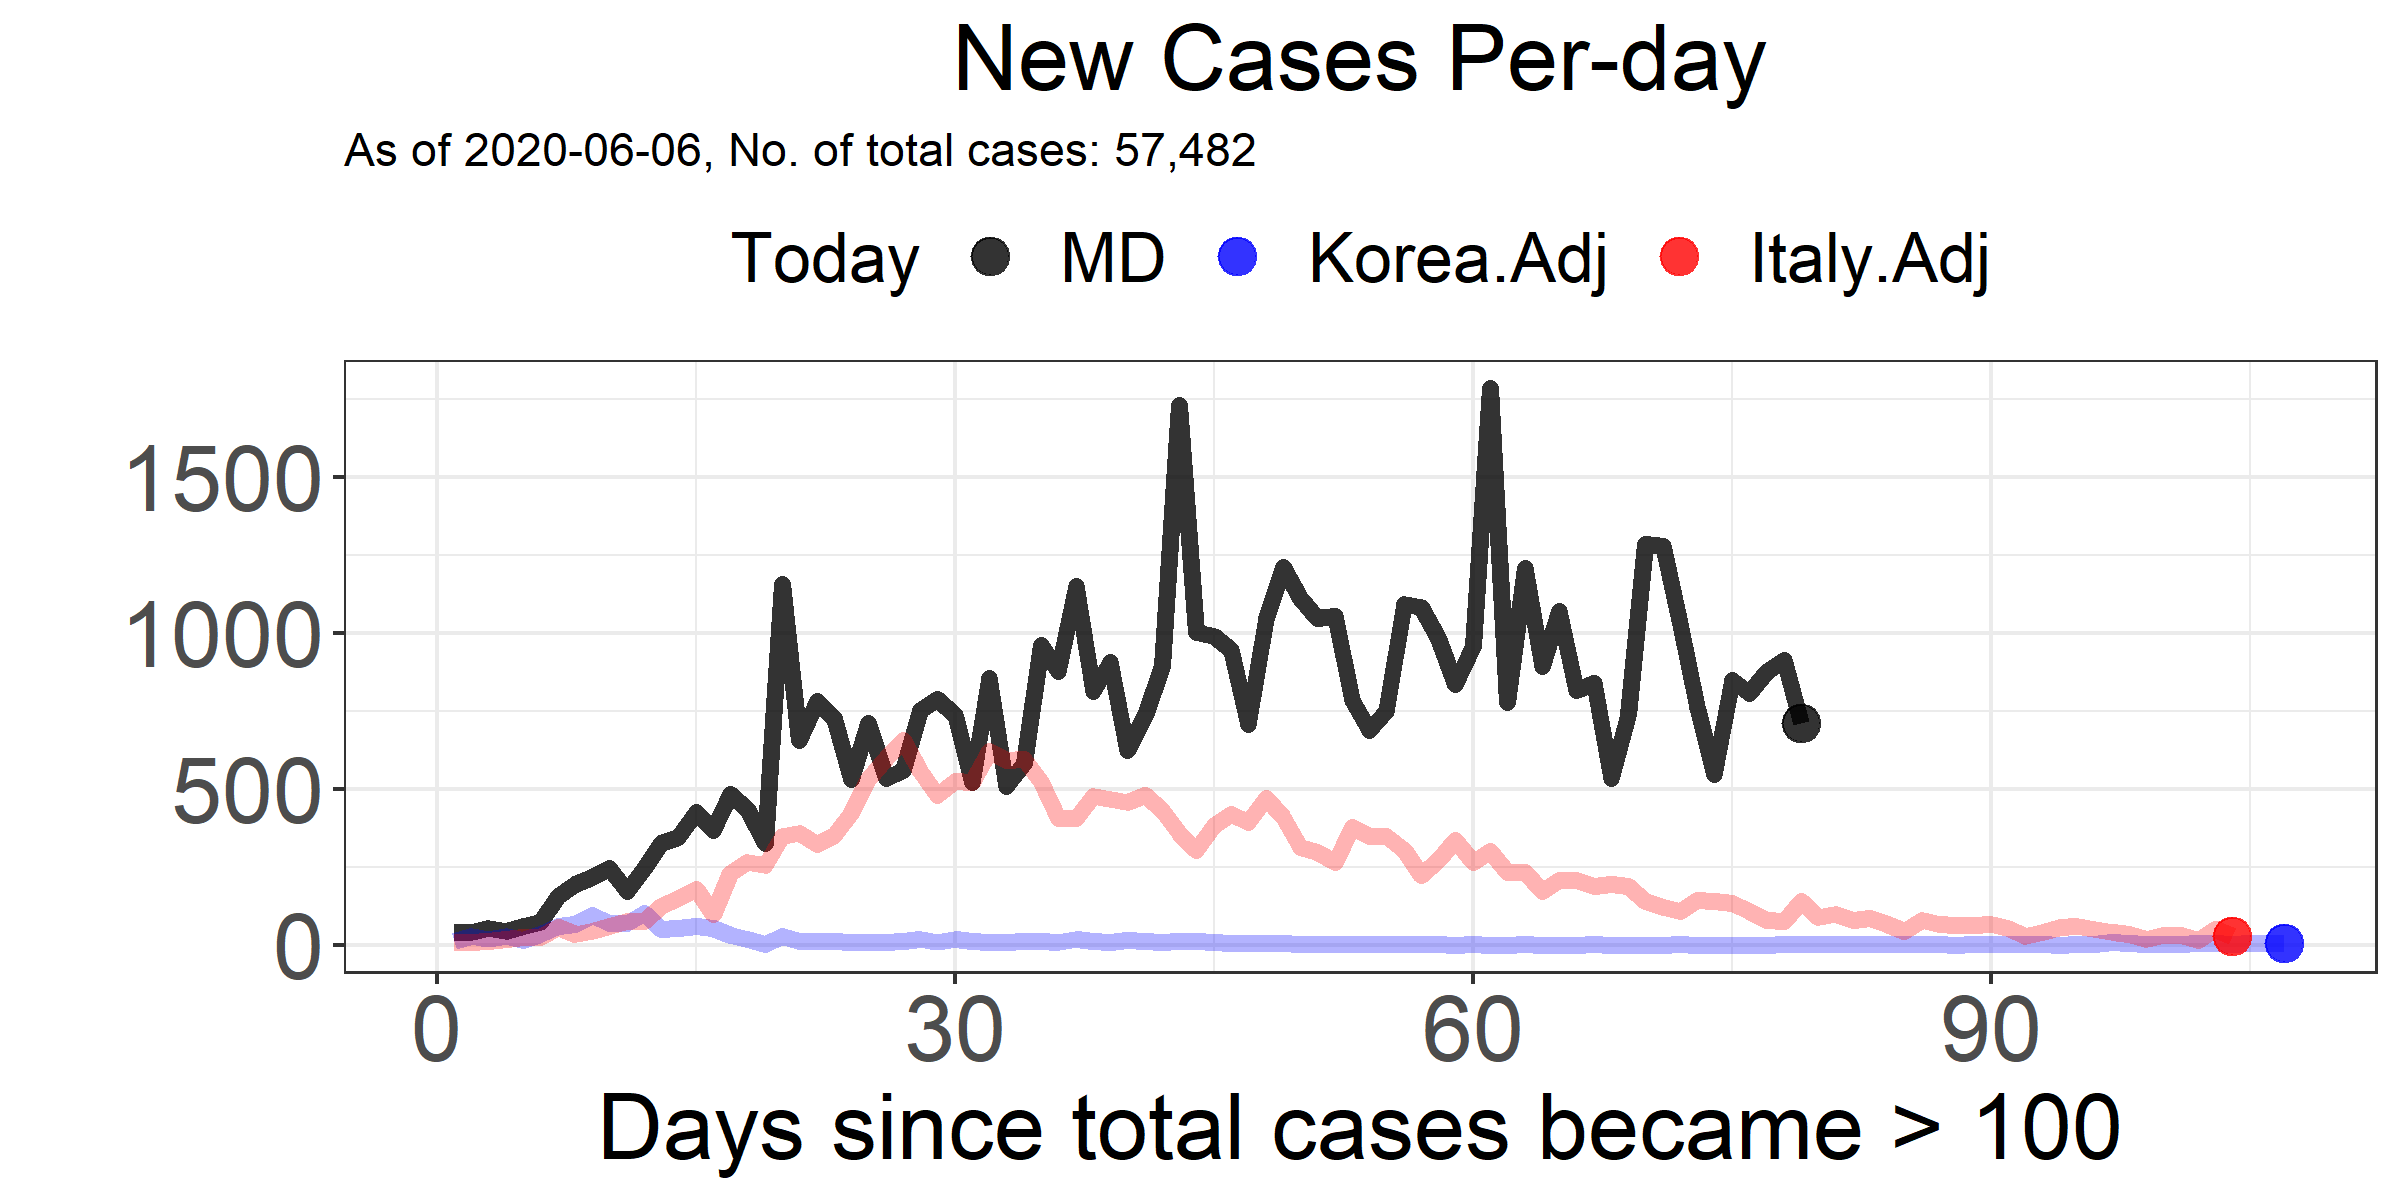 New Cases Per-day
As of 2020-06-06, No. of total cases: 57,482
Today MD Korea.Adj Italy.Adj
1500
1000
500
0
0 30 60 90
Days since total cases became > 100